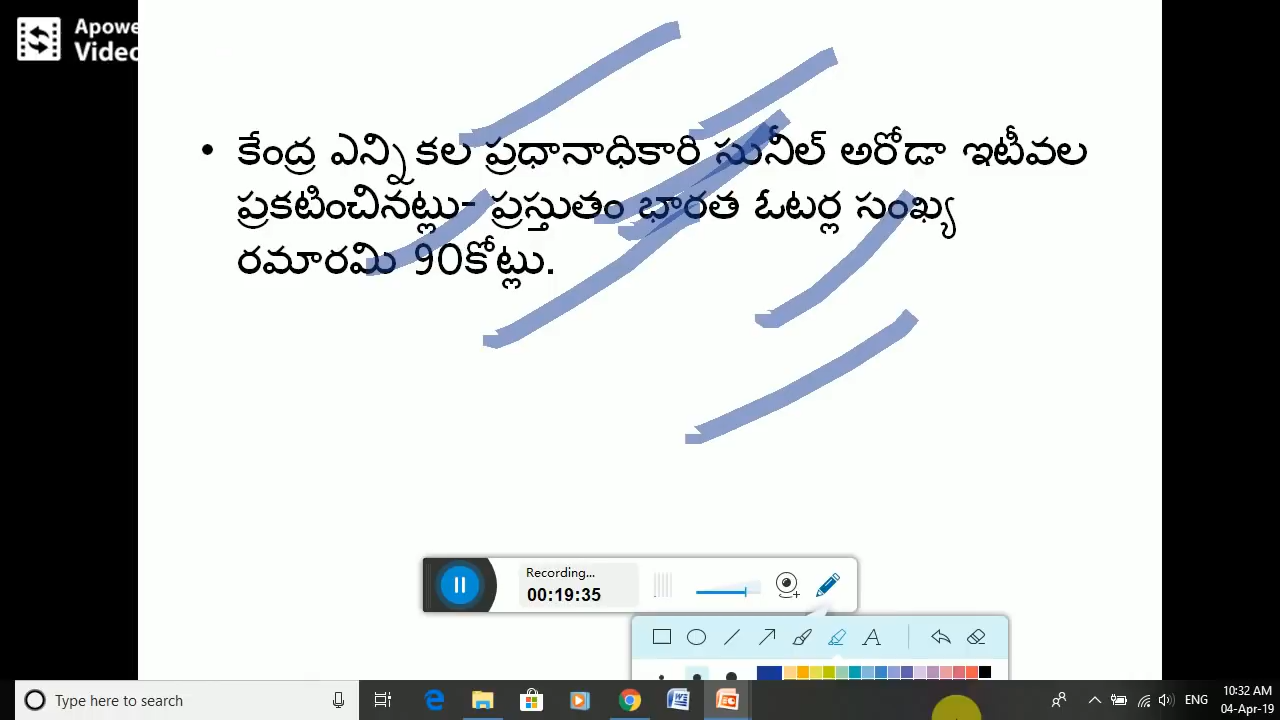 Apowe
Video
• కేంద్ర ఎన్నికల ప్రధానాధికారి సునీల్ అరోడా ఇటీవల
ప్రకటించినట్లు- ప్రస్తుతం భారత ఓటర్ల సంఖ్య
రమారమి 90కోట్లు.
Recording...
00:19:35
A
Type here to search
ENG
10:32 AM
04-Apr-19